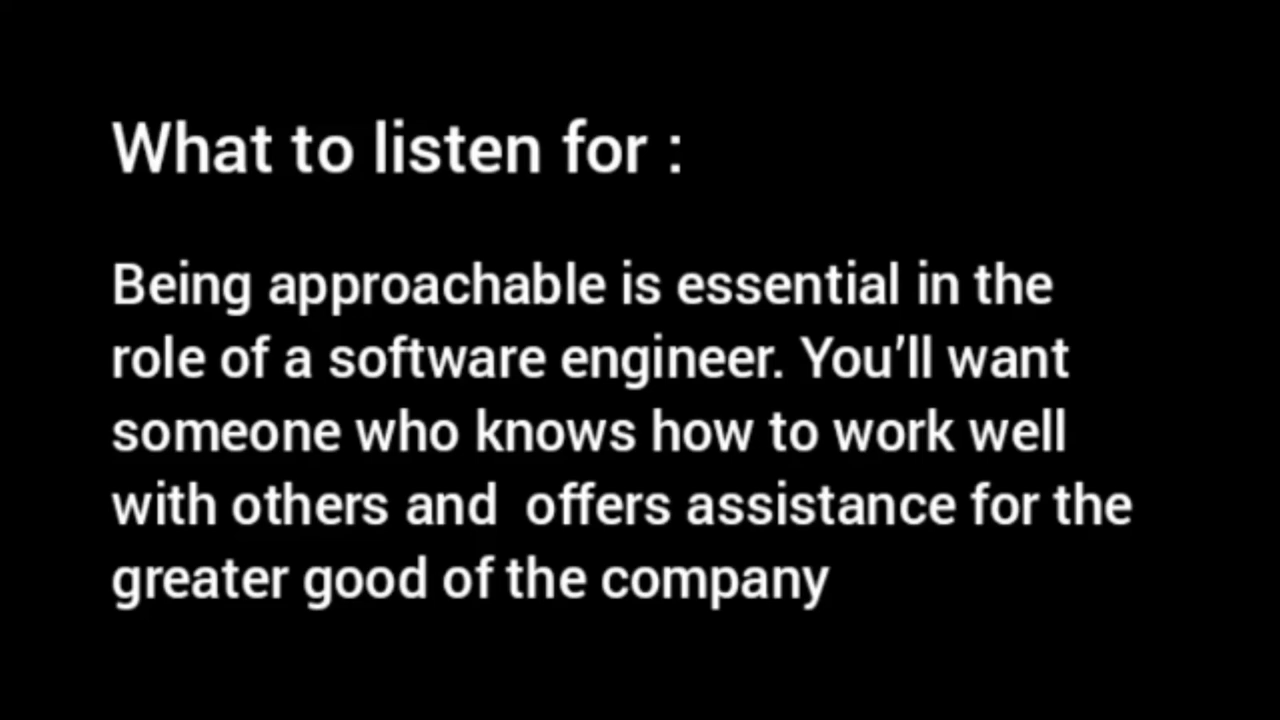 What to listen for :
Being approachable is essential in the
role of a software engineer. You’ll want
someone who knows how to work well
with others and  offers assistance for the
greater good of the company